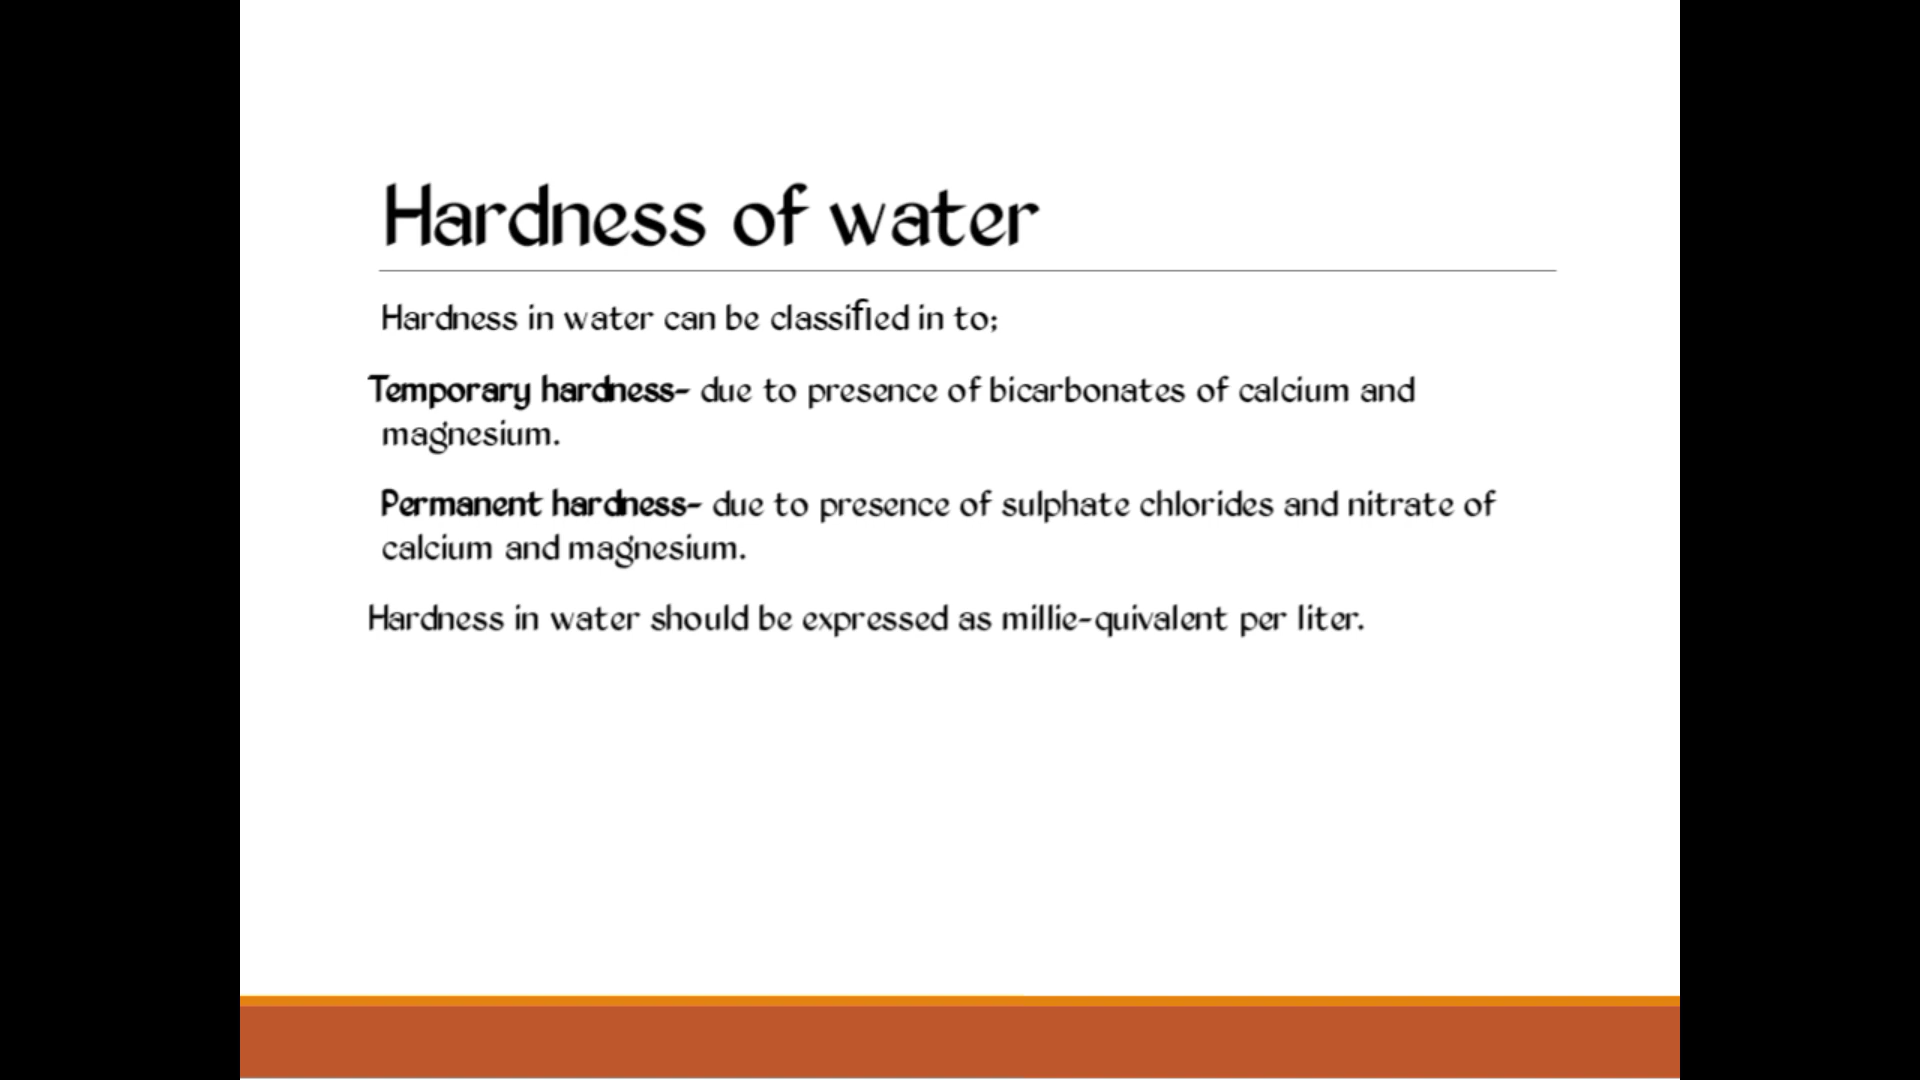 Hardness of water
Hardness in water can be classified in to;
Temporary hardness- due to presence of bicarbonates of calcium and
magnesium.
Permanent hardness- due to presence of sulphate chlorides and nitrate of
calcium and magnesium.
Hardness in water should be expressed as millie-quivalent per liter.